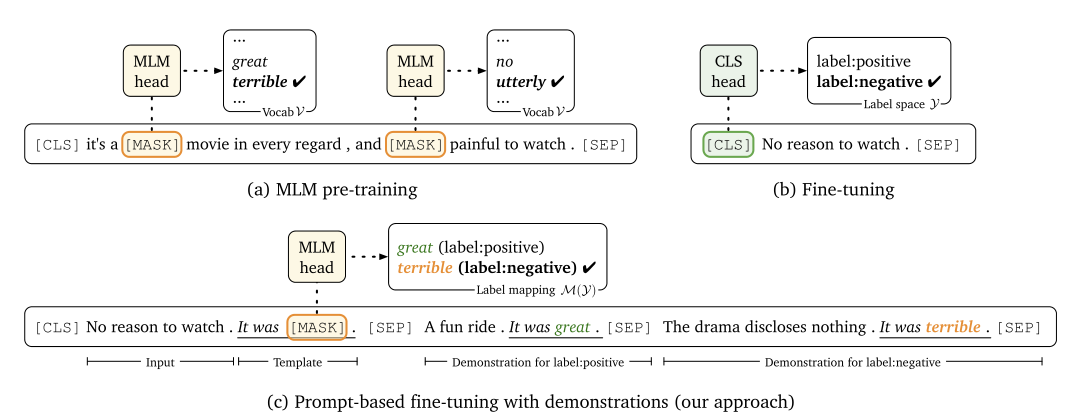 MLM
head
...
great
terrible ✔
...
Vocab 𝒱
MLM
head
...
no
utterly ✔
...
Vocab 𝒱
[CLS] it's a [MASK] movie in every regard , and [MASK] painful to watch . [SEP]
(a) MLM pre-training
CLS
head
label:positive
label:negative ✔
Label space 𝒴
[CLS] No reason to watch . [SEP]
(b) Fine-tuning
MLM
head
great (label:positive)
terrible (label:negative) ✔
Label mapping ℳ(𝒴)
[CLS] No reason to watch . It was [MASK] . [SEP] A fun ride . It was great . [SEP] The drama discloses nothing . It was terrible . [SEP]
Input Template Demonstration for label:positive Demonstration for label:negative
(c) Prompt-based fine-tuning with demonstrations (our approach)